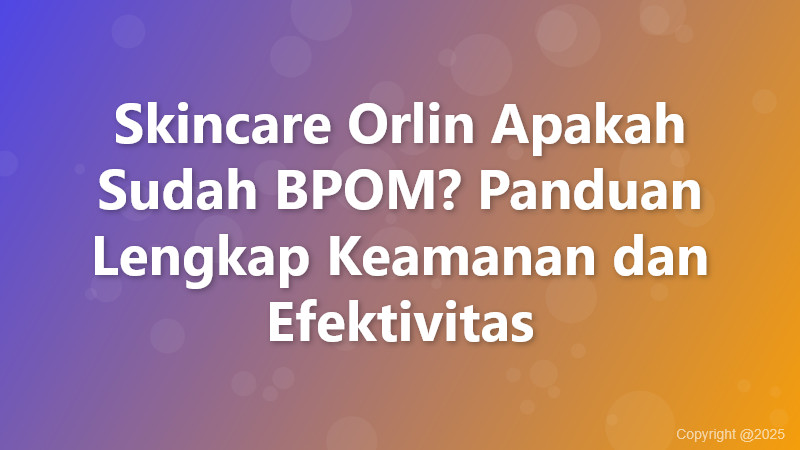 Skincare Orlin Apakah
Sudah BPOM? Panduan
Lengkap Keamanan dan
Efektivitas
Copyright @2025